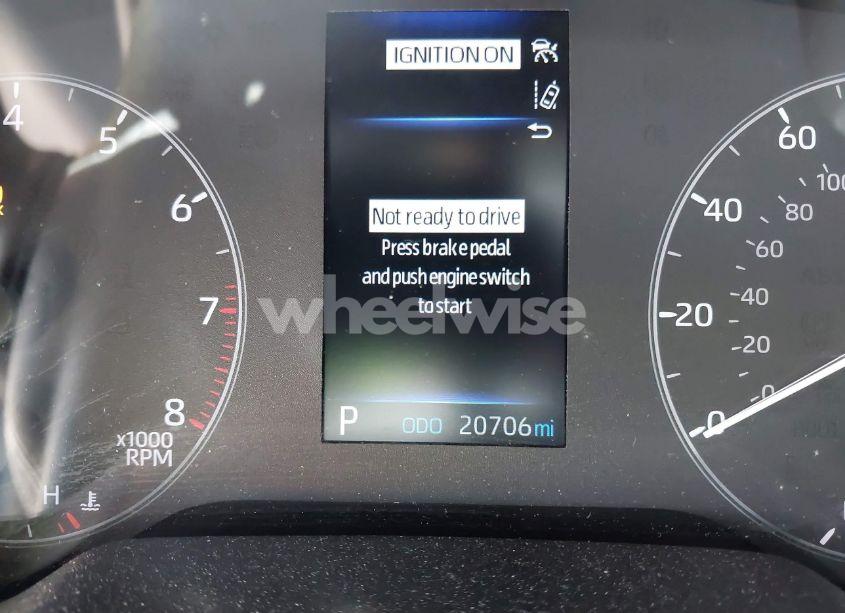 IGNITION ON
Not ready to drive
Press brake pedal
and push engine switch
to start
wheelwise
P ODO 20706 mi
4
5
6
7
8
x1000
RPM
H
60
40
20
0
100
80
60
40
20
0